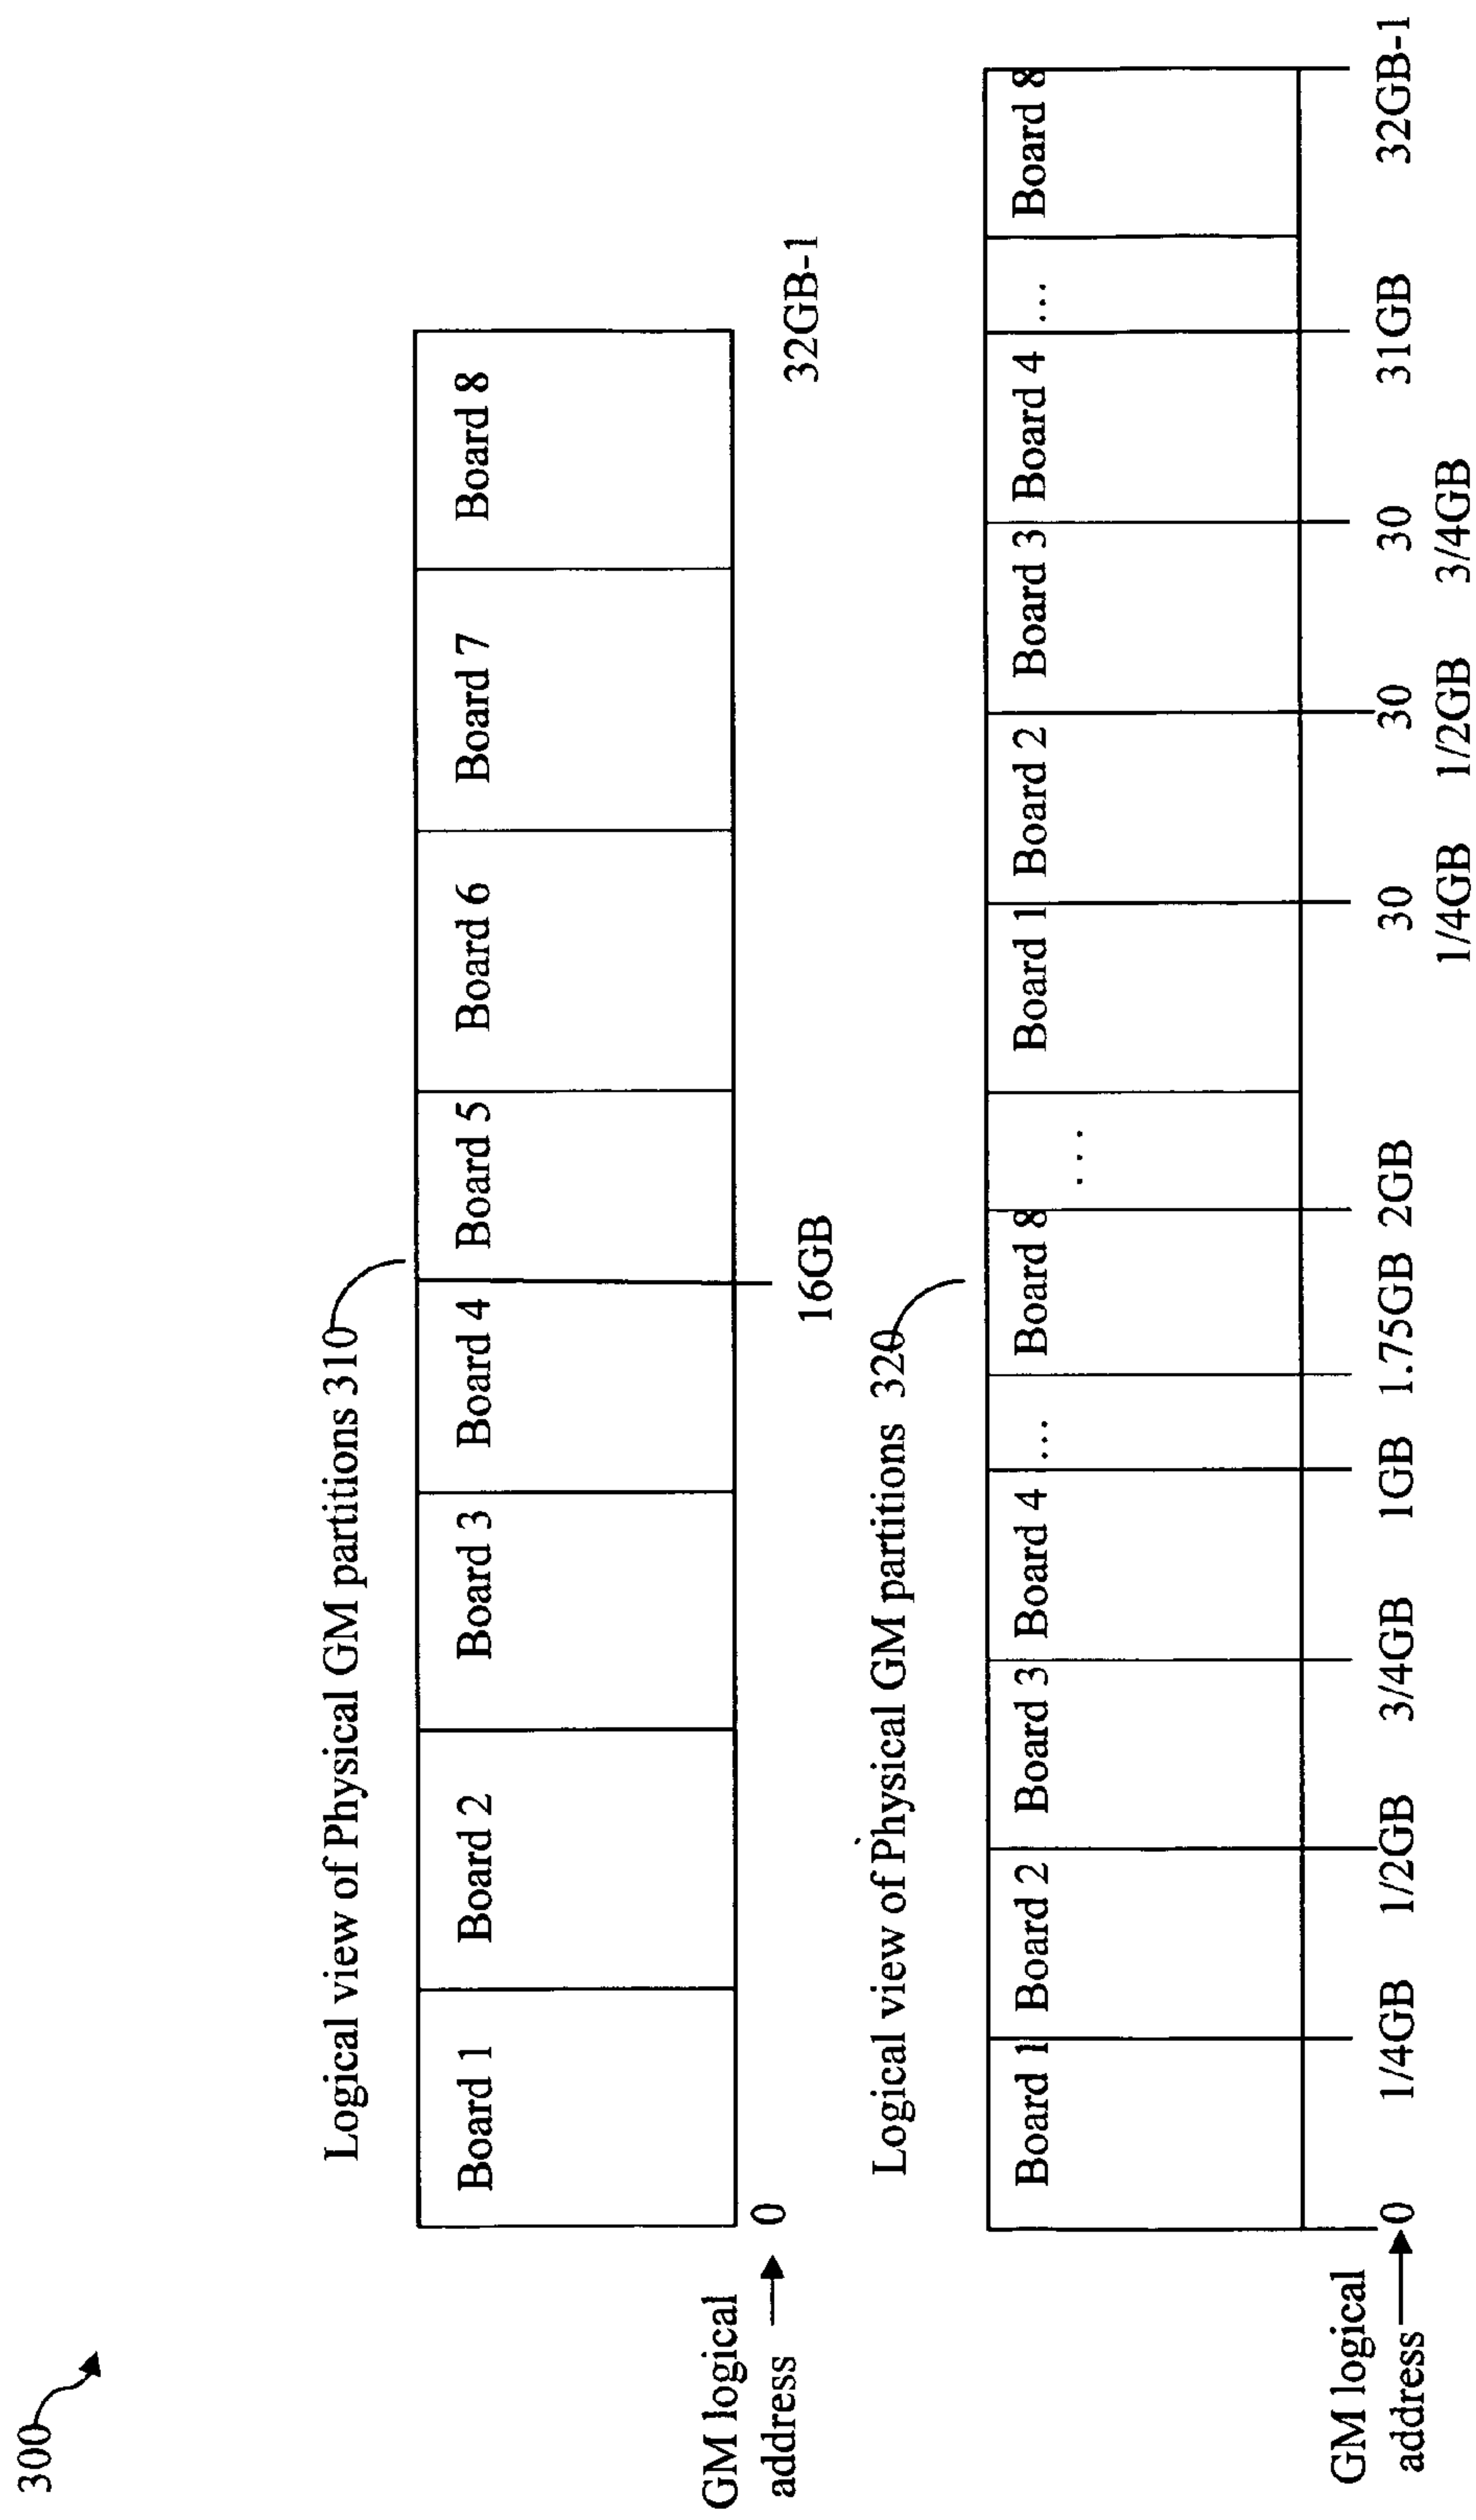 300
Logical view of Physical GM partitions 310
Board 1 Board 2 Board 3 Board 4 Board 5 Board 6 Board 7 Board 8
GM logical
address
0 16GB 32GB-1
Logical view of Physical GM partitions 320
Board 1 Board 2 Board 3 Board 4 ... Board 8 ... Board 1 Board 2 Board 3 Board 4 ... Board 8
GM logical
address
0 1/4GB 1/2GB 3/4GB 1GB 1.75GB 2GB 30 30 30 31GB 32GB-1
1/4GB 1/2GB 3/4GB